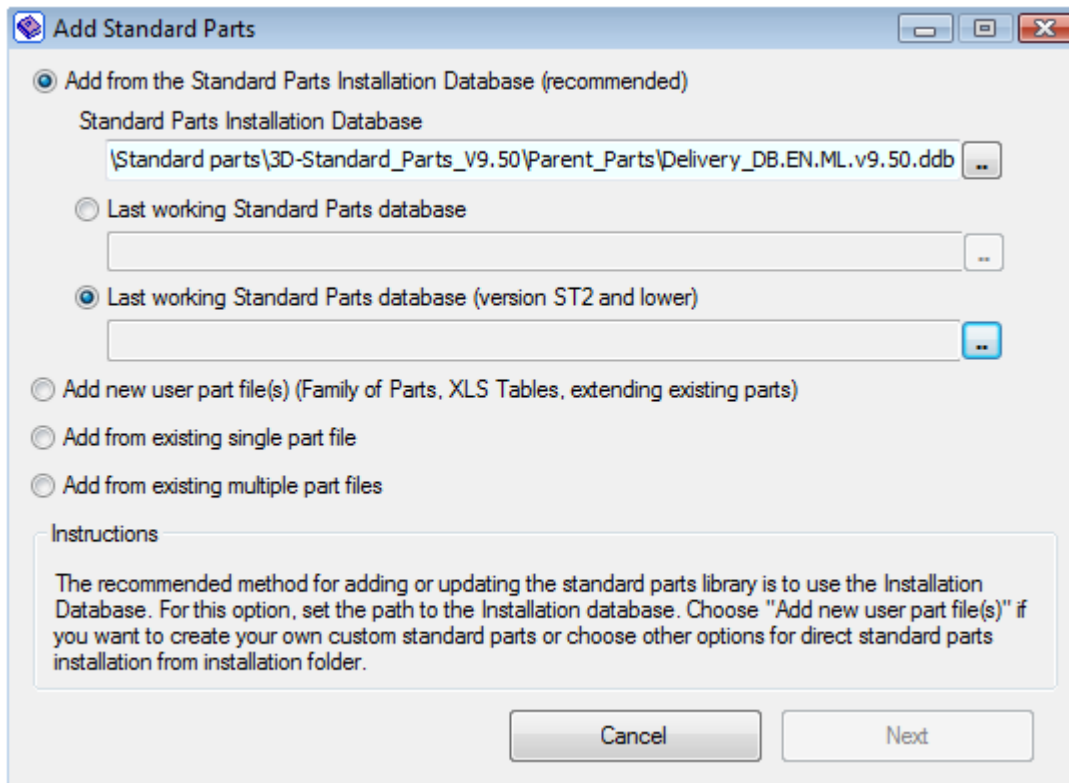 Add Standard Parts
Add from the Standard Parts Installation Database (recommended)
Standard Parts Installation Database
\Standard parts\3D-Standard_Parts_V9.50\Parent_Parts\Delivery_DB.EN.ML.v9.50.ddb ..
Last working Standard Parts database
..
Last working Standard Parts database (version ST2 and lower)
..
Add new user part file(s) (Family of Parts, XLS Tables, extending existing parts)
Add from existing single part file
Add from existing multiple part files
Instructions
The recommended method for adding or updating the standard parts library is to use the Installation
Database. For this option, set the path to the Installation database. Choose "Add new user part file(s)" if
you want to create your own custom standard parts or choose other options for direct standard parts
installation from installation folder.
Cancel Next